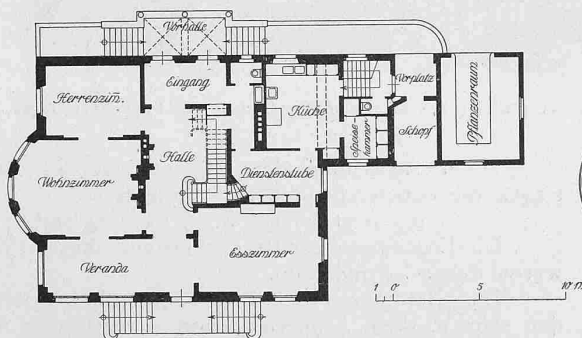 Vorhalle
Eingang
Herrenzim.
Küche
Vorplatz
Pflanzenraum
Speise
kammer
Schopf
Halle
Wohnzimmer
Dienstenstube
Esszimmer
Veranda
1 0 5 10 m